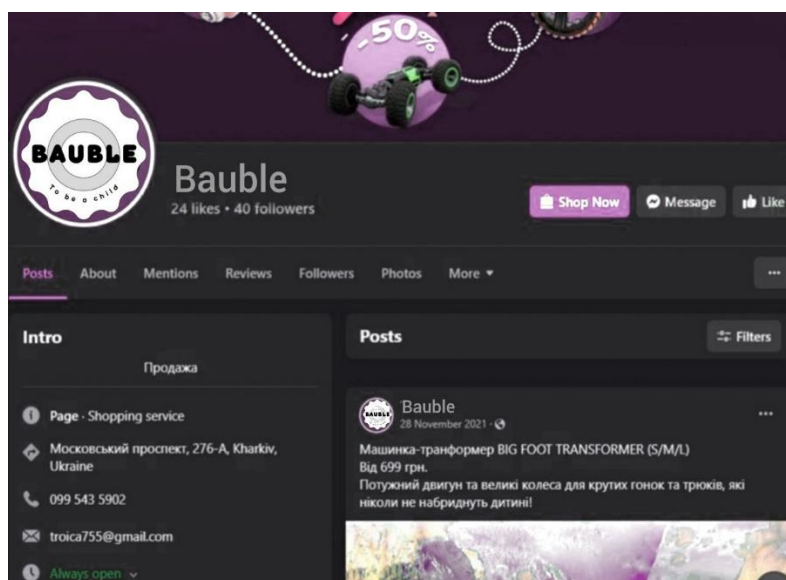 -50%
BAUBLE
To be a child
Bauble
24 likes • 40 followers
Shop Now
Message
Like
Posts
About
Mentions
Reviews
Followers
Photos
More
Intro
Продажа
Page · Shopping service
Московський проспект, 276-А, Kharkiv,
Ukraine
099 543 5902
troica755@gmail.com
Always open
Posts
Filters
BAUBLE
Bauble
28 November 2021 ·
Машинка-транформер BIG FOOT TRANSFORMER (S/M/L)
Від 699 грн.
Потужний двигун та великі колеса для крутих гонок та трюків, які
ніколи не набриднуть дитині!